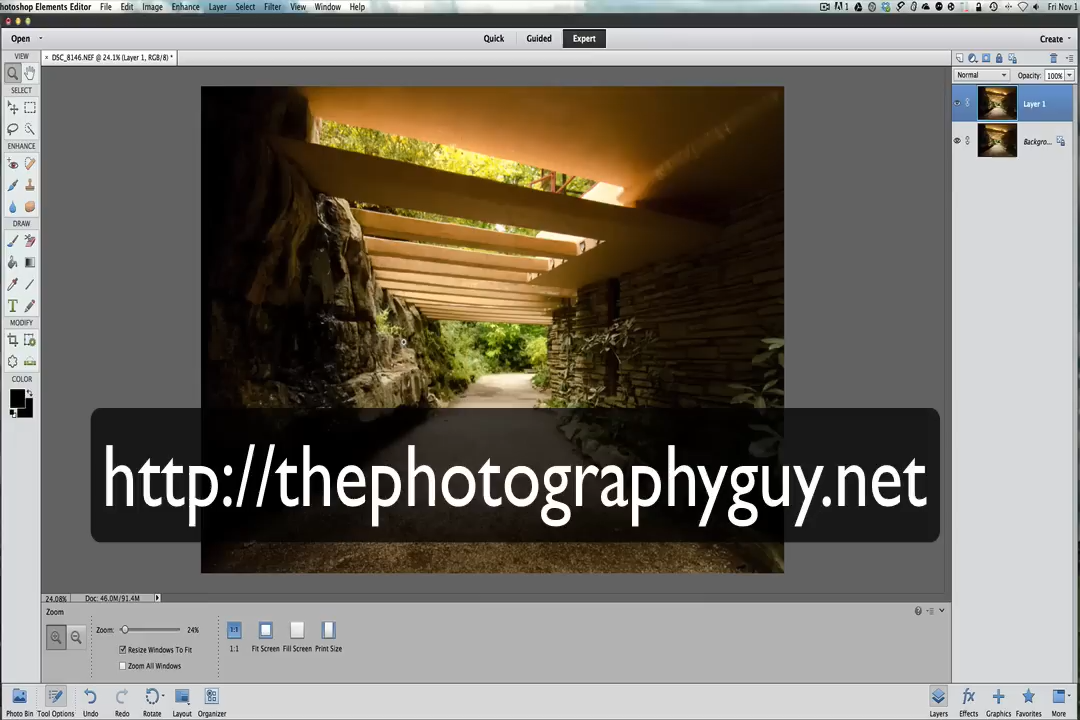 hotoshop Elements Editor File Edit Image Enhance Layer Select Filter View Window Help
1 Fri Nov 1
Open Quick Guided Expert Create
VIEW × DSC_8146.NEF @ 24.1% (Layer 1, RGB/8) *
Normal Opacity: 100%
SELECT
Layer 1
Backgro...
ENHANCE
DRAW
T
MODIFY
COLOR
http://thephotographyguy.net
24.08% Doc: 46.0M/91.4M
Zoom
Zoom: 24% 1:1
1:1 Fit Screen Fill Screen Print Size
Resize Windows To Fit
Zoom All Windows
fx
Photo Bin Tool Options Undo Redo Rotate Layout Organizer Layers Effects Graphics Favorites More